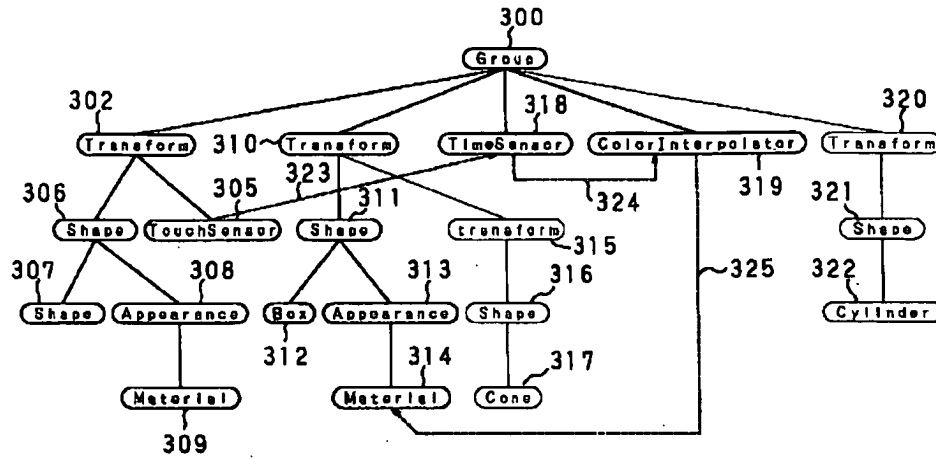 300
Group
302
318
320
Transform
310
Transform
TimeSensor
ColorInterpolator
Transform
323
324
319
306
305
311
321
Shape
TouchSensor
Shape
transform
315
Shape
307
308
313
316
325
322
Shape
Appearance
Box
Appearance
Shape
Cylinder
312
314
317
Material
Material
Cone
309